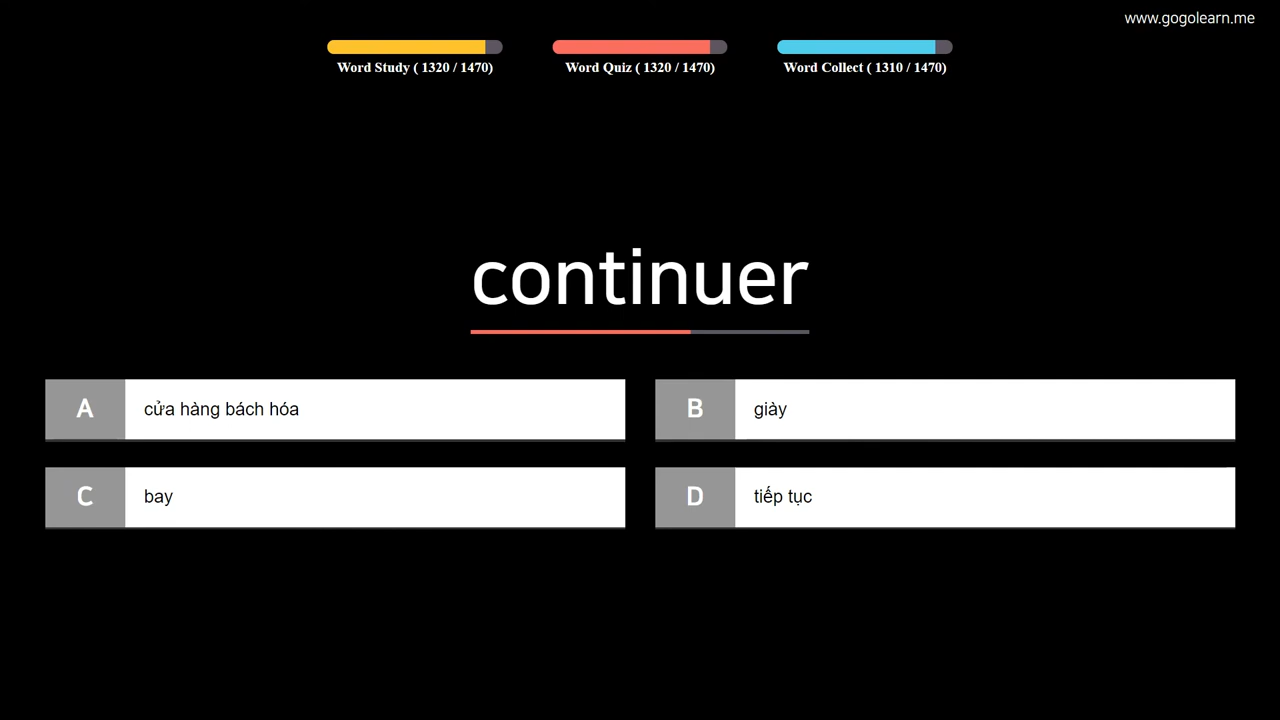 www.gogolearn.me
Word Study ( 1320 / 1470)
Word Quiz ( 1320 / 1470)
Word Collect ( 1310 / 1470)
continuer
A cửa hàng bách hóa
B giày
C bay
D tiếp tục